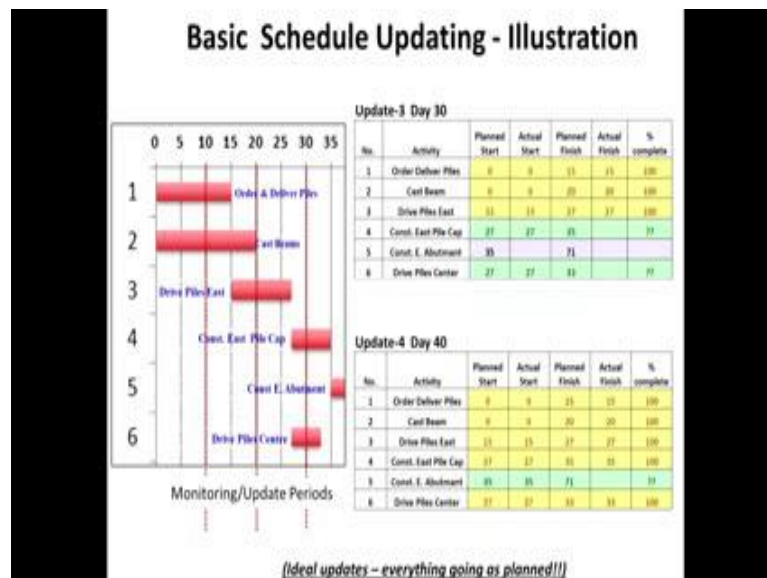 Basic Schedule Updating - Illustration
Update-3 Day 30
No. Activity Planned Start Actual Start Planned Finish Actual Finish % complete
1 Order Deliver Piles 0 0 15 15 100
2 Cast Beam 0 0 20 20 100
3 Drive Piles East 15 15 27 27 100
4 Const. East Pile Cap 27 27 35 ??
5 Const. E. Abutment 35 71
6 Drive Piles Center 27 27 33 ??
0 5 10 15 20 25 30 35
1 Order & Deliver Piles
2 Cast Beams
3 Drive Piles East
4 Const. East Pile Cap
5 Const E. Abutment
6 Drive Piles Centre
Monitoring/Update Periods
Update-4 Day 40
No. Activity Planned Start Actual Start Planned Finish Actual Finish % complete
1 Order Deliver Piles 0 0 15 15 100
2 Cast Beam 0 0 20 20 100
3 Drive Piles East 15 15 27 27 100
4 Const. East Pile Cap 27 27 35 35 100
5 Const. E. Abutment 35 35 71 ??
6 Drive Piles Center 27 27 33 33 100
(Ideal updates – everything going as planned!!)